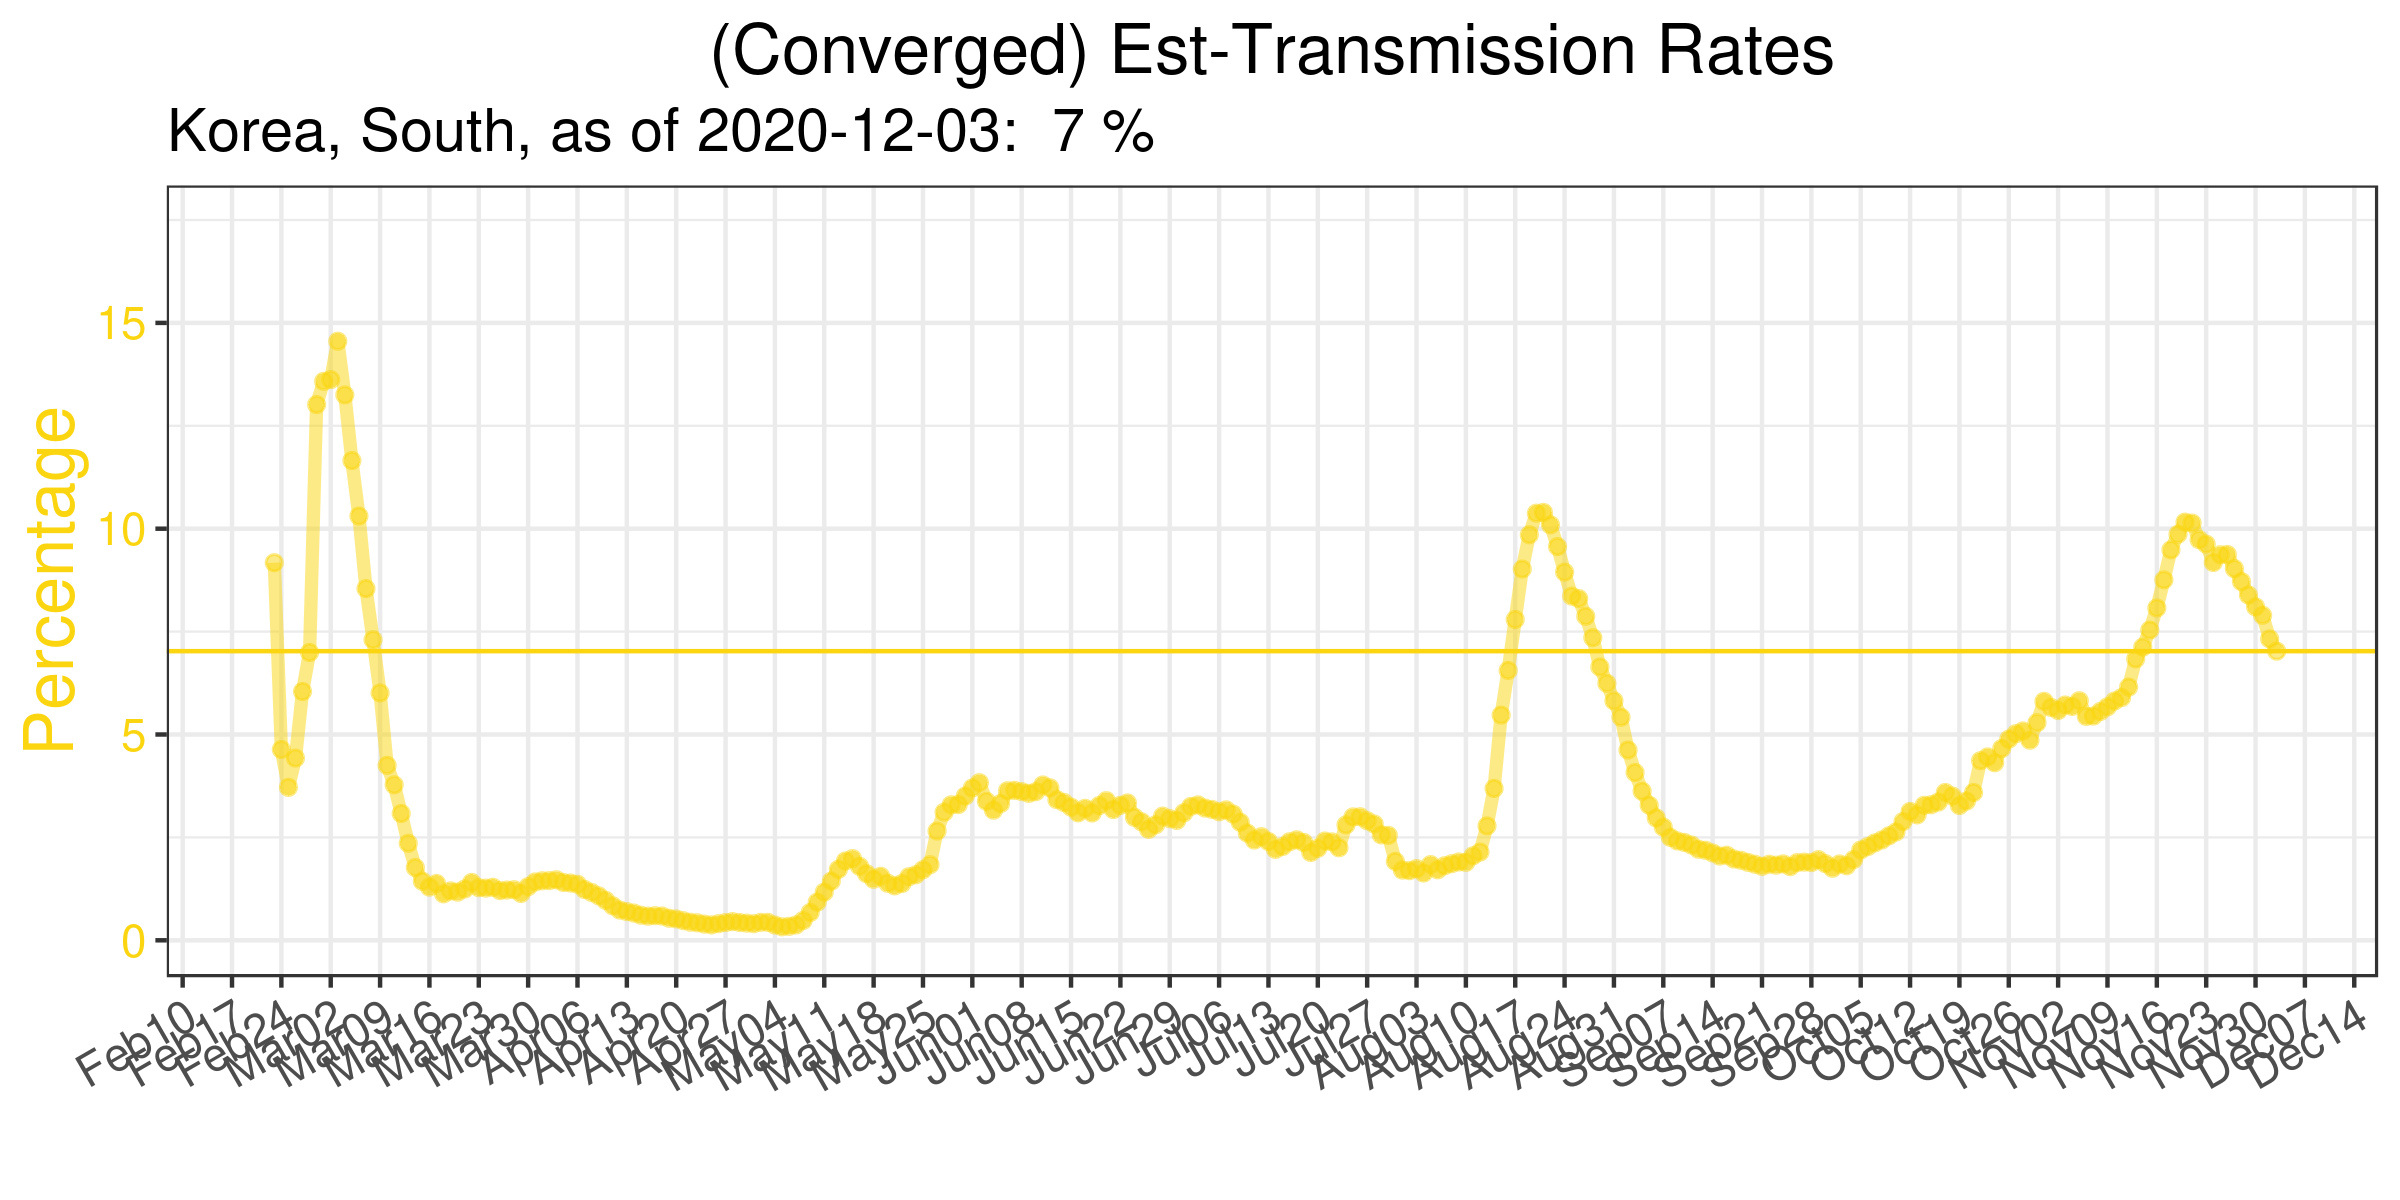 (Converged) Est-Transmission Rates
Korea, South, as of 2020-12-03:  7 %
Percentage
15
10
5
0
Feb10
Feb17
Feb24
Mar02
Mar09
Mar16
Mar23
Mar30
Apr06
Apr13
Apr20
Apr27
May04
May11
May18
May25
Jun01
Jun08
Jun15
Jun22
Jun29
Jul06
Jul13
Jul20
Jul27
Aug03
Aug10
Aug17
Aug24
Aug31
Sep07
Sep14
Sep21
Sep28
Oct05
Oct12
Oct19
Oct26
Nov02
Nov09
Nov16
Nov23
Nov30
Dec07
Dec14